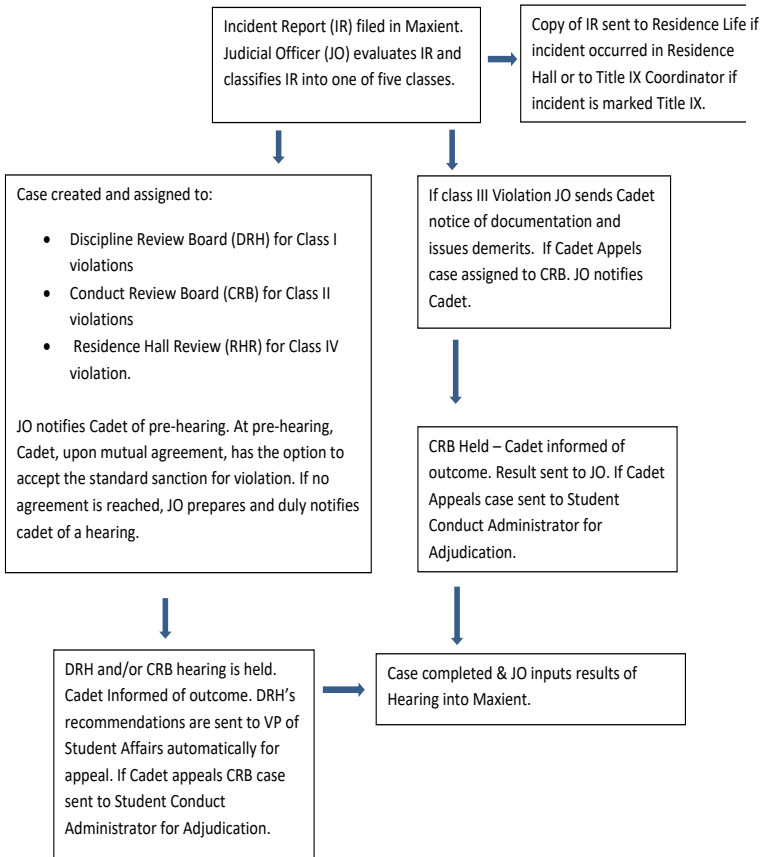 Incident Report (IR) filed in Maxient.
Judicial Officer (JO) evaluates IR and
classifies IR into one of five classes.
Copy of IR sent to Residence Life if
incident occurred in Residence
Hall or to Title IX Coordinator if
incident is marked Title IX.
Case created and assigned to:
• Discipline Review Board (DRH) for Class I
violations
• Conduct Review Board (CRB) for Class II
violations
• Residence Hall Review (RHR) for Class IV
violation.
JO notifies Cadet of pre-hearing. At pre-hearing,
Cadet, upon mutual agreement, has the option to
accept the standard sanction for violation. If no
agreement is reached, JO prepares and duly notifies
cadet of a hearing.
If class III Violation JO sends Cadet
notice of documentation and
issues demerits. If Cadet Appels
case assigned to CRB. JO notifies
Cadet.
CRB Held – Cadet informed of
outcome. Result sent to JO. If Cadet
Appeals case sent to Student
Conduct Administrator for
Adjudication.
DRH and/or CRB hearing is held.
Cadet Informed of outcome. DRH's
recommendations are sent to VP of
Student Affairs automatically for
appeal. If Cadet appeals CRB case
sent to Student Conduct
Administrator for Adjudication.
Case completed & JO inputs results of
Hearing into Maxient.